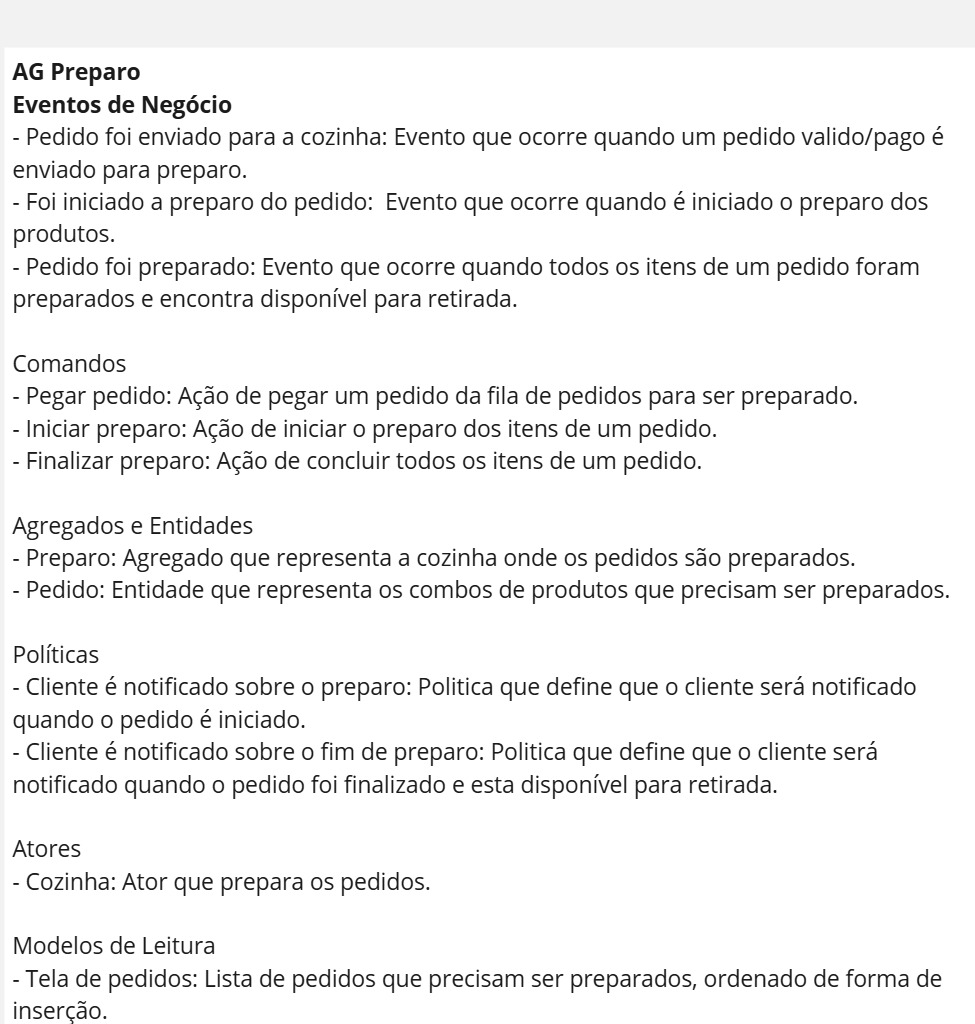 AG Preparo
Eventos de Negócio
- Pedido foi enviado para a cozinha: Evento que ocorre quando um pedido valido/pago é
enviado para preparo.
- Foi iniciado a preparo do pedido:  Evento que ocorre quando é iniciado o preparo dos
produtos.
- Pedido foi preparado: Evento que ocorre quando todos os itens de um pedido foram
preparados e encontra disponível para retirada.

Comandos
- Pegar pedido: Ação de pegar um pedido da fila de pedidos para ser preparado.
- Iniciar preparo: Ação de iniciar o preparo dos itens de um pedido.
- Finalizar preparo: Ação de concluir todos os itens de um pedido.

Agregados e Entidades
- Preparo: Agregado que representa a cozinha onde os pedidos são preparados.
- Pedido: Entidade que representa os combos de produtos que precisam ser preparados.

Políticas
- Cliente é notificado sobre o preparo: Politica que define que o cliente será notificado
quando o pedido é iniciado.
- Cliente é notificado sobre o fim de preparo: Politica que define que o cliente será
notificado quando o pedido foi finalizado e esta disponível para retirada.

Atores
- Cozinha: Ator que prepara os pedidos.

Modelos de Leitura
- Tela de pedidos: Lista de pedidos que precisam ser preparados, ordenado de forma de
inserção.